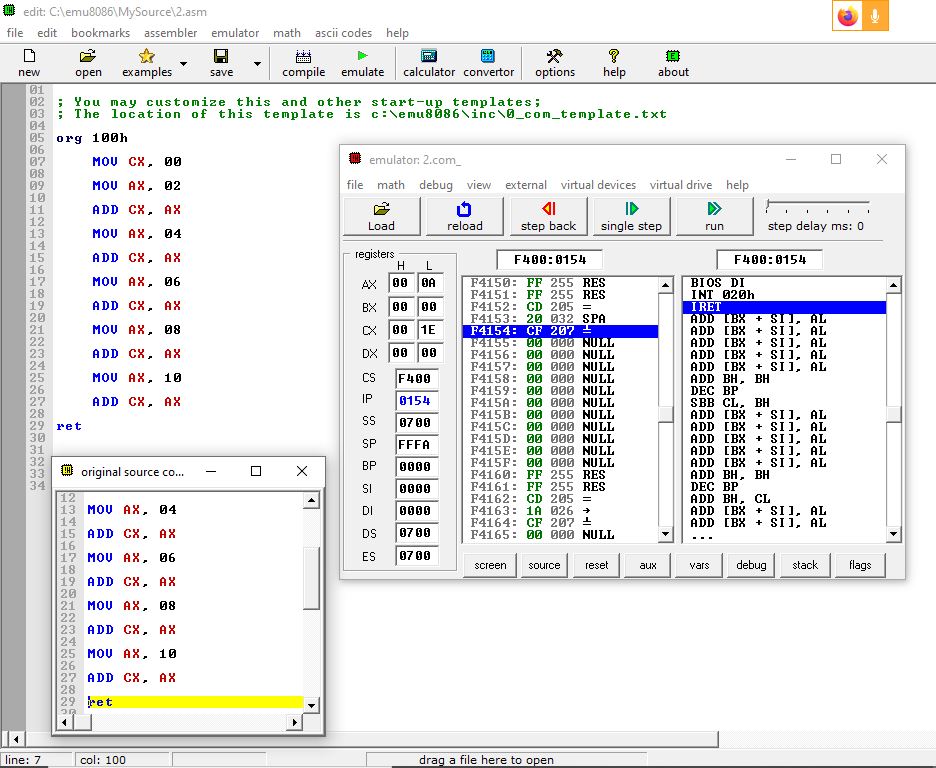 edit: C:\emu8086\MySource\2.asm
file edit bookmarks assembler emulator math ascii codes help
new open examples save compile emulate calculator convertor options help about
01
02 ; You may customize this and other start-up templates;
03 ; The location of this template is c:\emu8086\inc\0_com_template.txt
04
05 org 100h
06
07 MOV CX, 00
08
09 MOV AX, 02
10
11 ADD CX, AX
12
13 MOV AX, 04
14
15 ADD CX, AX
16
17 MOV AX, 06
18
19 ADD CX, AX
20
21 MOV AX, 08
22
23 ADD CX, AX
24
25 MOV AX, 10
26
27 ADD CX, AX
28
29 ret
30
31
32
33
34
emulator: 2.com_
file math debug view external virtual devices virtual drive help
Load reload step back single step run step delay ms: 0
registers
H L
AX 00 0A
BX 00 00
CX 00 1E
DX 00 00
CS F400
IP 0154
SS 0700
SP FFFA
BP 0000
SI 0000
DI 0000
DS 0700
ES 0700
F400:0154
F4150: FF 255 RES
F4151: FF 255 RES
F4152: CD 205 =
F4153: 20 032 SPA
F4154: CF 207 ╧
F4155: 00 000 NULL
F4156: 00 000 NULL
F4157: 00 000 NULL
F4158: 00 000 NULL
F4159: 00 000 NULL
F415A: 00 000 NULL
F415B: 00 000 NULL
F415C: 00 000 NULL
F415D: 00 000 NULL
F415E: 00 000 NULL
F415F: 00 000 NULL
F4160: FF 255 RES
F4161: FF 255 RES
F4162: CD 205 =
F4163: 1A 026 →
F4164: CF 207 ╧
F4165: 00 000 NULL
F400:0154
BIOS DI
INT 020h
IRET
ADD [BX + SI], AL
ADD [BX + SI], AL
ADD [BX + SI], AL
ADD [BX + SI], AL
ADD [BX + SI], AL
ADD BH, BH
DEC BP
SBB CL, BH
ADD [BX + SI], AL
ADD [BX + SI], AL
ADD [BX + SI], AL
ADD [BX + SI], AL
ADD [BX + SI], AL
ADD BH, BH
DEC BP
ADD BH, CL
ADD [BX + SI], AL
ADD [BX + SI], AL
...
screen source reset aux vars debug stack flags
original source co...
12
13 MOV AX, 04
14
15 ADD CX, AX
16
17 MOV AX, 06
18
19 ADD CX, AX
20
21 MOV AX, 08
22
23 ADD CX, AX
24
25 MOV AX, 10
26
27 ADD CX, AX
28
29 ret
30
line: 7 col: 100 drag a file here to open